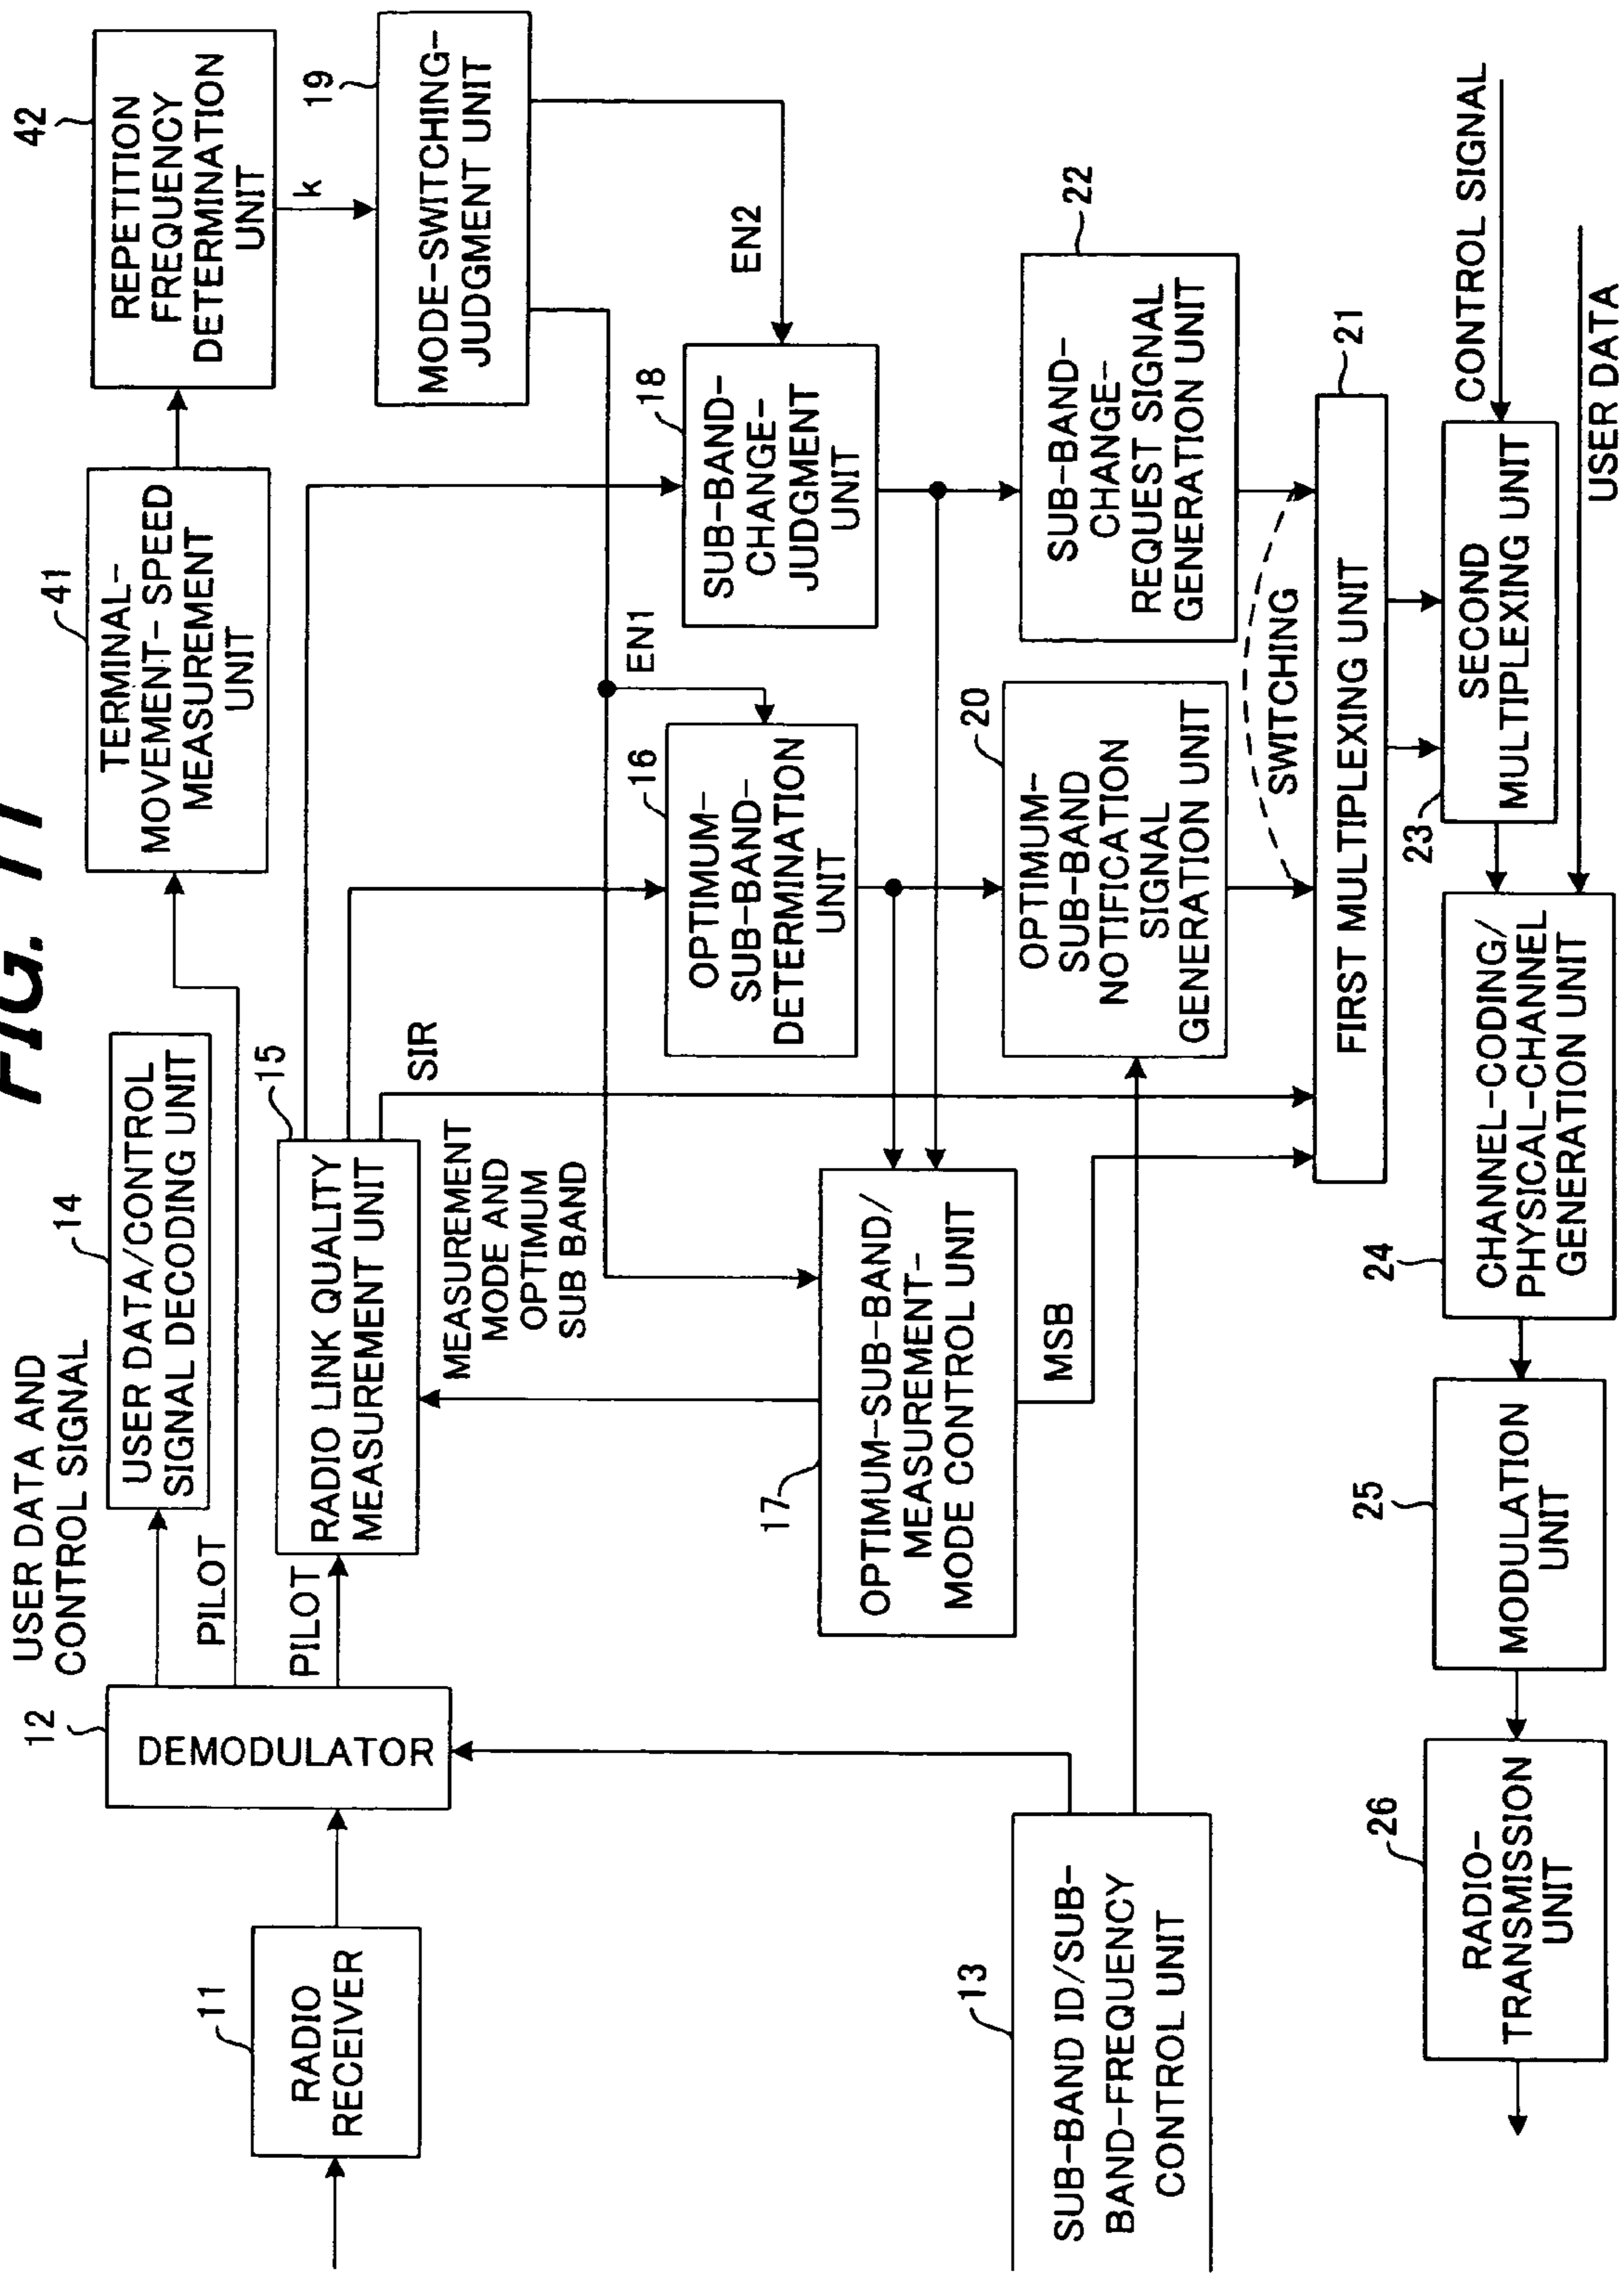 FIG. 11
USER DATA AND
CONTROL SIGNAL
12
DEMODULATOR
11
RADIO
RECEIVER
PILOT
PILOT
14
USER DATA/CONTROL
SIGNAL DECODING UNIT
15
RADIO LINK QUALITY
MEASUREMENT UNIT
41
TERMINAL-
MOVEMENT-SPEED
MEASUREMENT
UNIT
42
REPETITION
FREQUENCY
DETERMINATION
UNIT
k
19
MODE-SWITCHING-
JUDGMENT UNIT
MEASUREMENT
MODE AND
OPTIMUM
SUB BAND
SIR
EN1
EN2
16
OPTIMUM-
SUB-BAND-
DETERMINATION
UNIT
18
SUB-BAND-
CHANGE-
JUDGMENT
UNIT
17
OPTIMUM-SUB-BAND/
MEASUREMENT-
MODE CONTROL UNIT
MSB
20
OPTIMUM-
SUB-BAND
NOTIFICATION
SIGNAL
GENERATION UNIT
22
SUB-BAND-
CHANGE-
REQUEST SIGNAL
GENERATION UNIT
SWITCHING
13
SUB-BAND ID/SUB-
BAND-FREQUENCY
CONTROL UNIT
21
FIRST MULTIPLEXING UNIT
26
RADIO-
TRANSMISSION
UNIT
25
MODULATION
UNIT
24
CHANNEL-CODING/
PHYSICAL-CHANNEL
GENERATION UNIT
23
SECOND
MULTIPLEXING UNIT
CONTROL SIGNAL
USER DATA